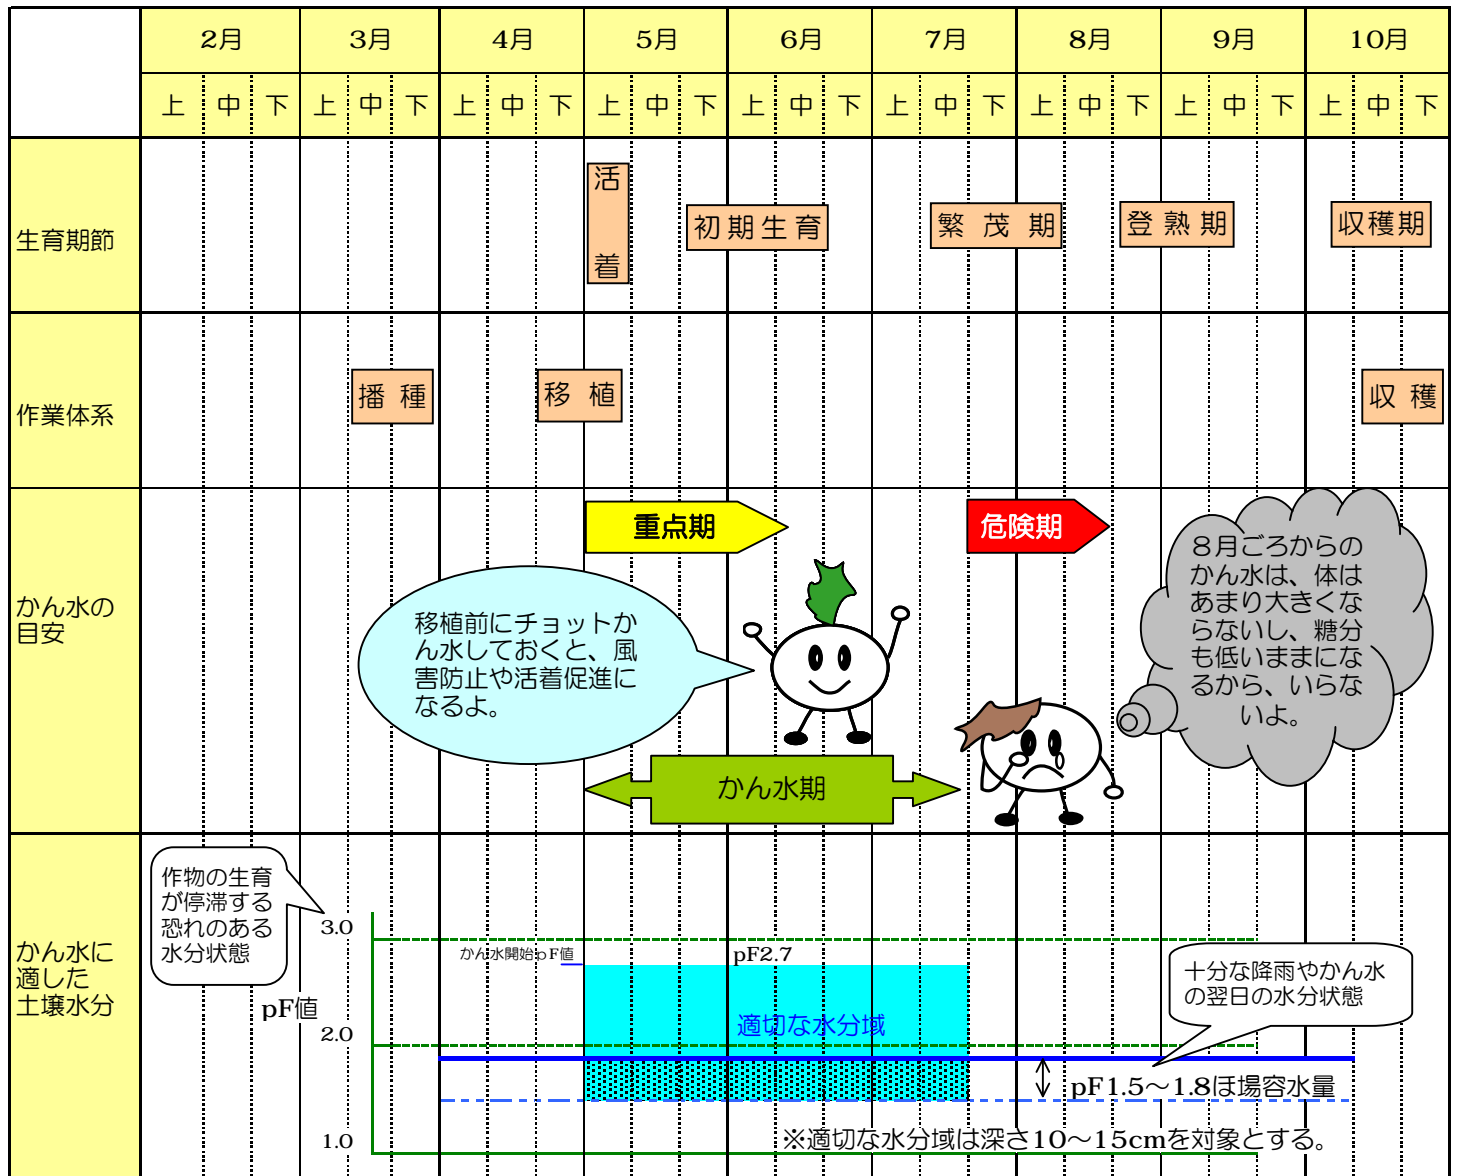 2月 3月 4月 5月 6月 7月 8月 9月 10月
上 中 下 上 中 下 上 中 下 上 中 下 上 中 下 上 中 下 上 中 下 上 中 下 上 中 下
生育期節
活着
初期生育
繁茂期
登熟期
収穫期
作業体系
播種
移植
収穫
かん水の
目安
重点期
危険期
移植前にチョットか
ん水しておくと、風
害防止や活着促進に
なるよ。
8月ごろからの
かん水は、体は
あまり大きくな
らないし、糖分
も低いままにな
るから、いらな
いよ。
かん水期
かん水に
適した
土壌水分
作物の生育
が停滞する
恐れのある
水分状態
3.0
かん水開始pF値
pF2.7
十分な降雨やかん水
の翌日の水分状態
pF値
適切な水分域
2.0
pF1.5〜1.8ほ場容水量
1.0
※適切な水分域は深さ10〜15cmを対象とする。